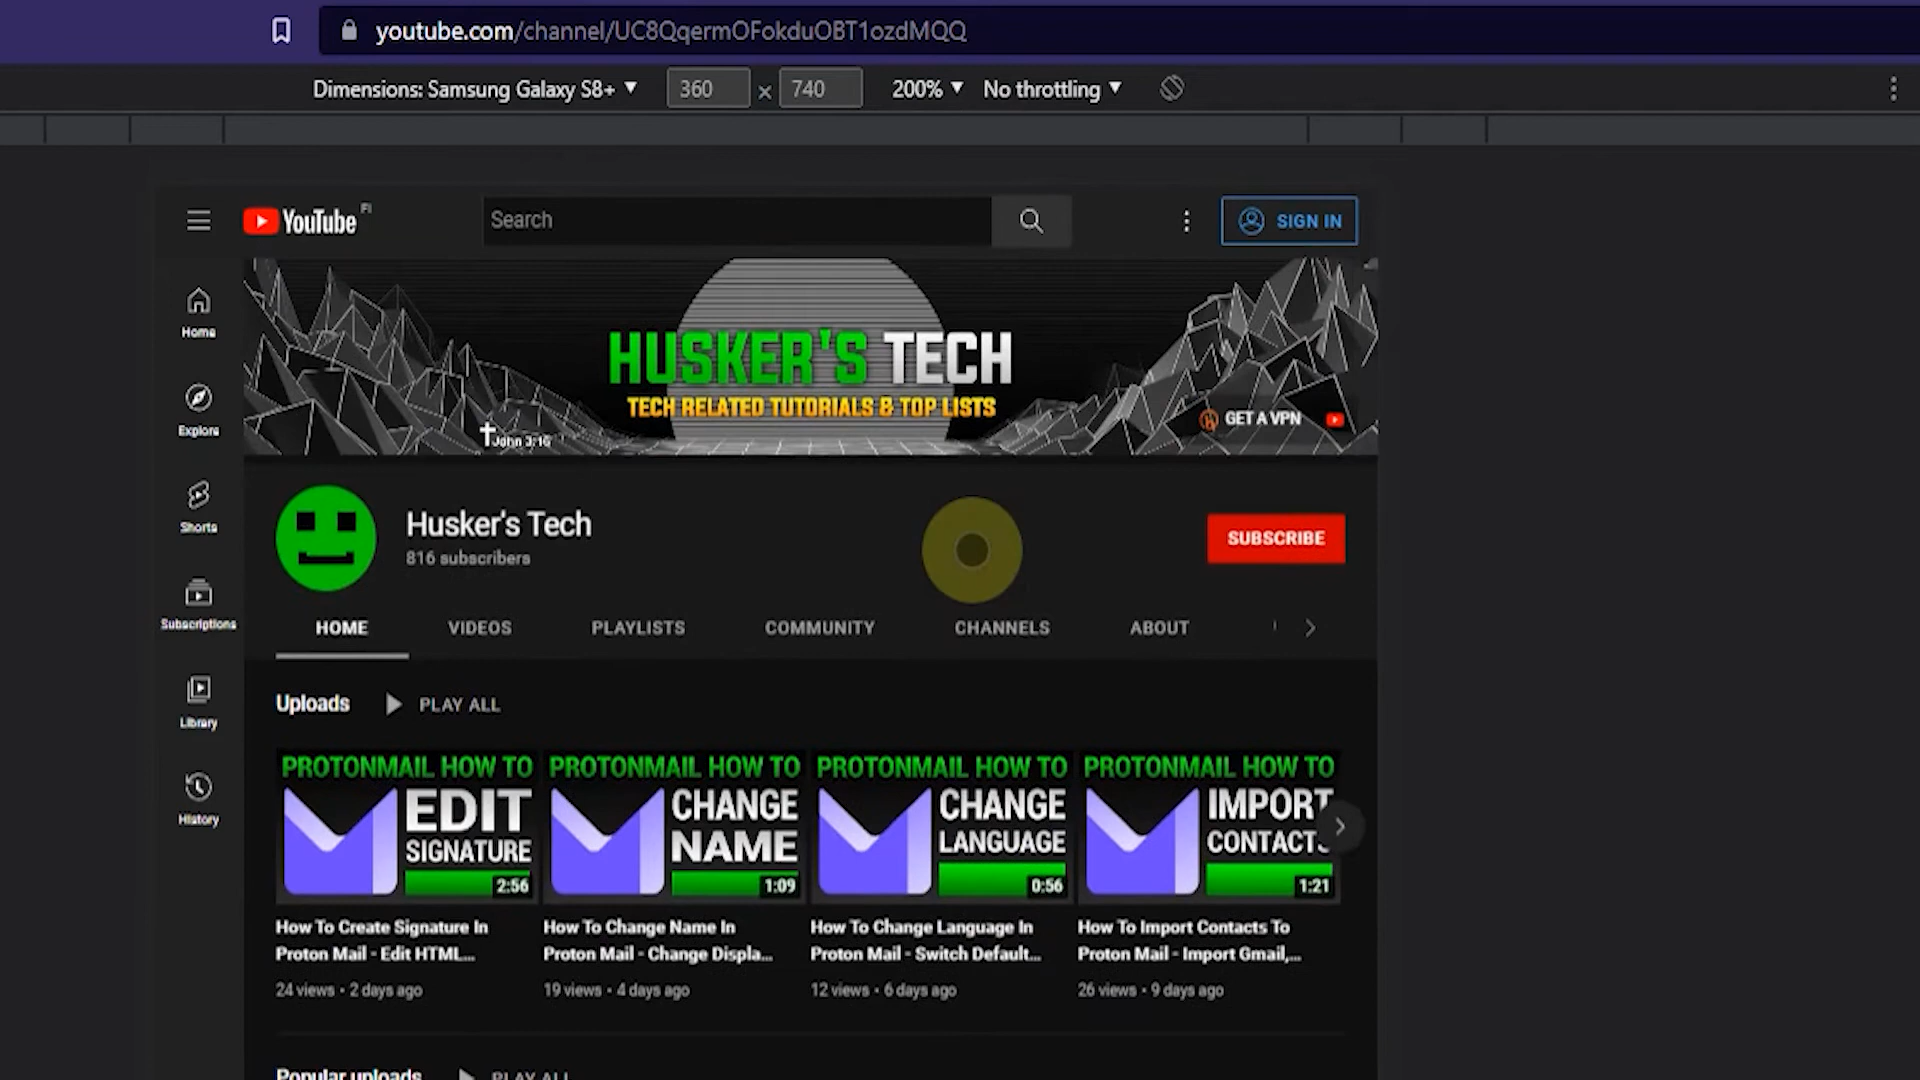 youtube.com/channel/UC8QqermOFokduOBT1ozdMQQ
Dimensions: Samsung Galaxy S8+ 360 x 740 200% No throttling
YouTube FI
Search
SIGN IN
Home
Explore
Shorts
Subscriptions
Library
History
HUSKER'S TECH
TECH RELATED TUTORIALS & TOP LISTS
John 3:16
GET A VPN
Husker's Tech
816 subscribers
SUBSCRIBE
HOME VIDEOS PLAYLISTS COMMUNITY CHANNELS ABOUT
Uploads PLAY ALL
PROTONMAIL HOW TO
EDIT
SIGNATURE
2:56
How To Create Signature In
Proton Mail - Edit HTML...
24 views • 2 days ago
PROTONMAIL HOW TO
CHANGE
NAME
1:09
How To Change Name In
Proton Mail - Change Displa...
19 views • 4 days ago
PROTONMAIL HOW TO
CHANGE
LANGUAGE
0:56
How To Change Language In
Proton Mail - Switch Default...
12 views • 6 days ago
PROTONMAIL HOW TO
IMPORT
CONTACTS
1:21
How To Import Contacts To
Proton Mail - Import Gmail,...
26 views • 9 days ago
Popular uploads PLAY ALL